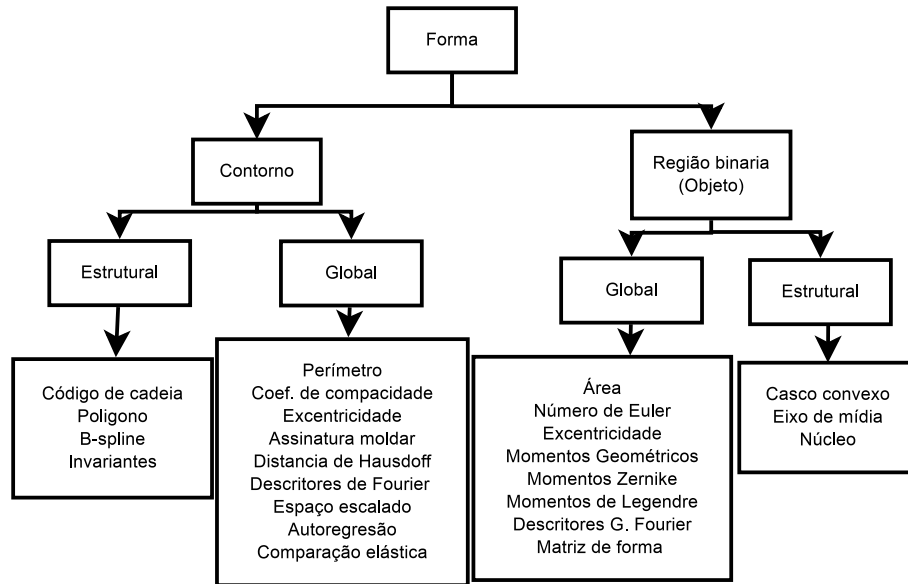 Forma
Contorno
Região binaria
(Objeto)
Estrutural
Global
Global
Estrutural
Código de cadeia
Poligono
B-spline
Invariantes
Perímetro
Coef. de compacidade
Excentricidade
Assinatura moldar
Distancia de Hausdoff
Descritores de Fourier
Espaço escalado
Autoregresão
Comparação elástica
Área
Número de Euler
Excentricidade
Momentos Geométricos
Momentos Zernike
Momentos de Legendre
Descritores G. Fourier
Matriz de forma
Casco convexo
Eixo de mídia
Núcleo